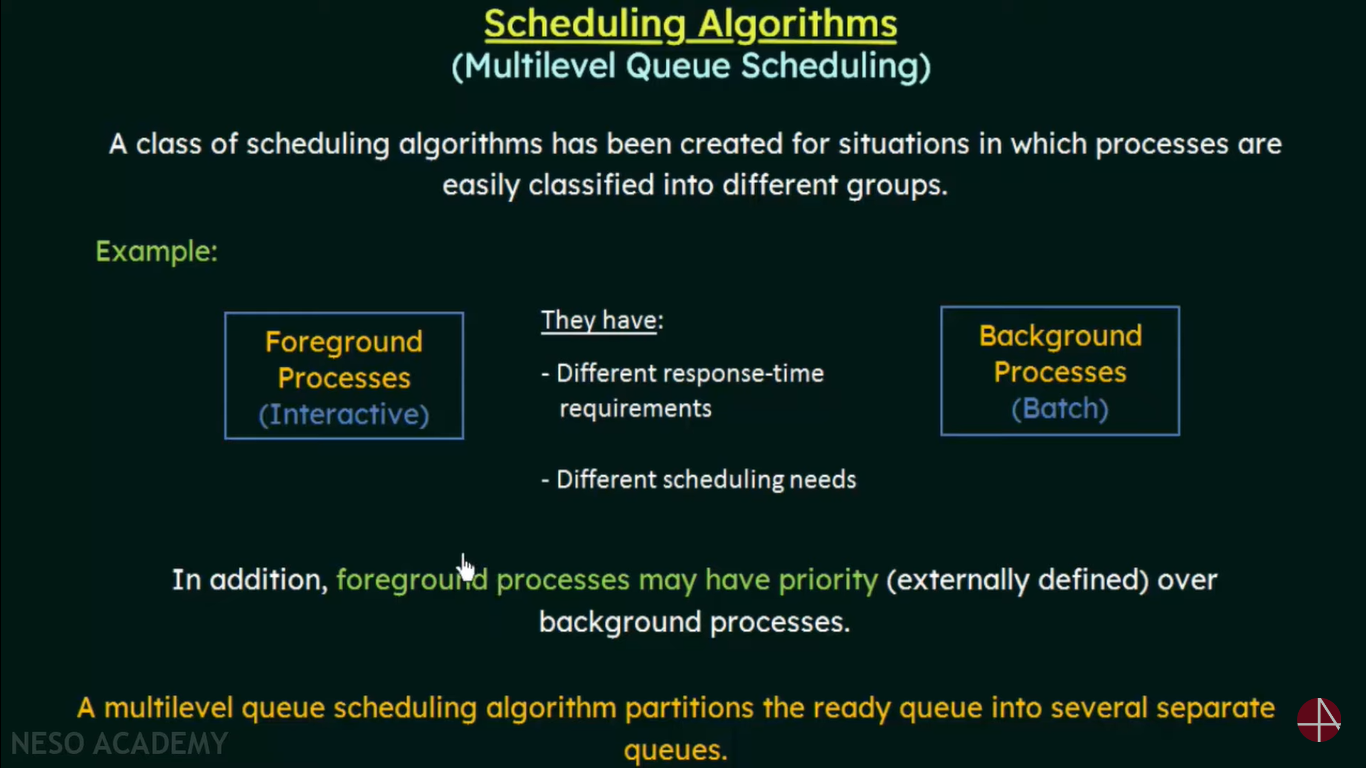 Scheduling Algorithms
(Multilevel Queue Scheduling)
A class of scheduling algorithms has been created for situations in which processes are
easily classified into different groups.
Example:
Foreground
Processes
(Interactive)
They have:
- Different response-time
requirements
- Different scheduling needs
Background
Processes
(Batch)
In addition, foreground processes may have priority (externally defined) over
background processes.
A multilevel queue scheduling algorithm partitions the ready queue into several separate
queues.
NESO ACADEMY